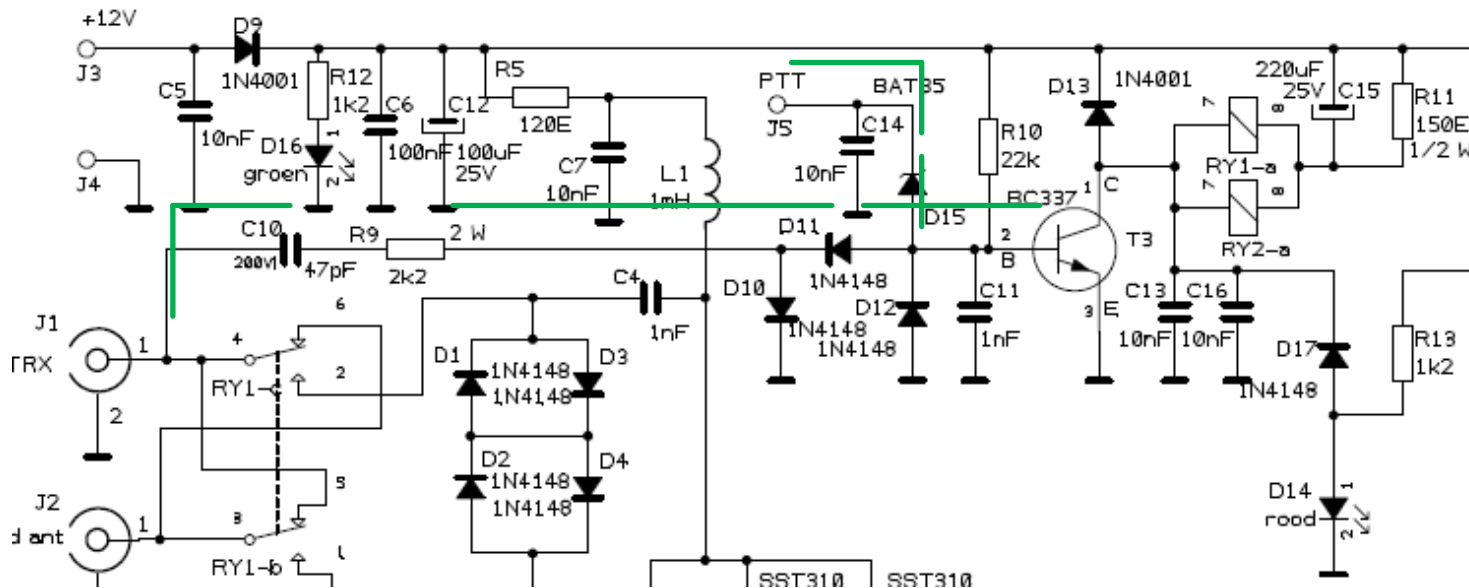 +12V
J3
D9
1N4001
C5
10nF
R12
1k2
C6
100nF
C12
100uF
25V
R5
120E
D16
groen
1
2
J4
C7
10nF
L1
1mH
PTT
J5
C14
10nF
BAT85
D15
R10
22k
D13
1N4001
7
8
RY1-a
7
8
RY2-a
220uF
25V
C15
R11
150E
1/2 W
BC337
1
C
2
B
T3
3
E
C10
200V
47pF
R9
2k2
2 W
D11
1N4148
D10
1N4148
D12
1N4148
C11
1nF
C13
10nF
C16
10nF
D17
1N4148
R13
1k2
C4
1nF
J1
TRX
1
2
4
6
2
RY1-
D1
1N4148
D3
1N4148
D2
1N4148
D4
1N4148
J2
d ant
1
3
5
1
RY1-b
D14
rood
1
2
SST310
SST310